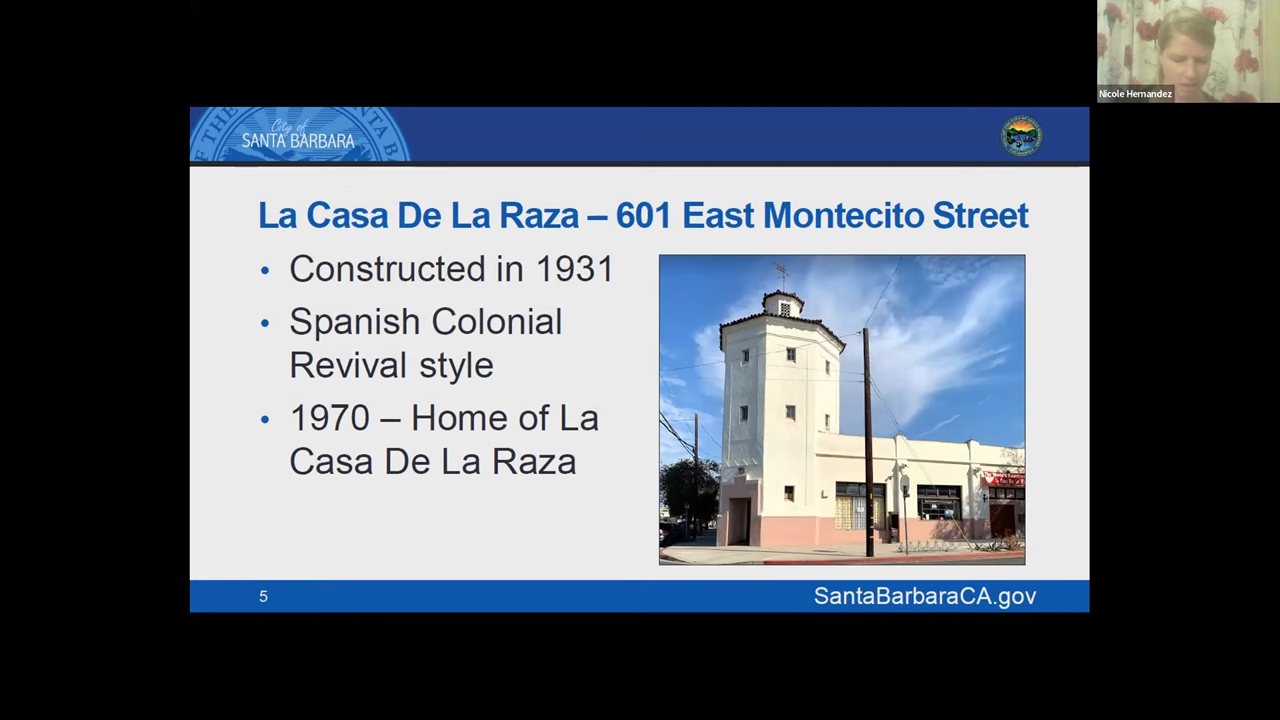 Nicole Hernandez
City of
SANTA BARBARA
La Casa De La Raza – 601 East Montecito Street
• Constructed in 1931
• Spanish Colonial
Revival style
• 1970 – Home of La
Casa De La Raza
5
SantaBarbaraCA.gov